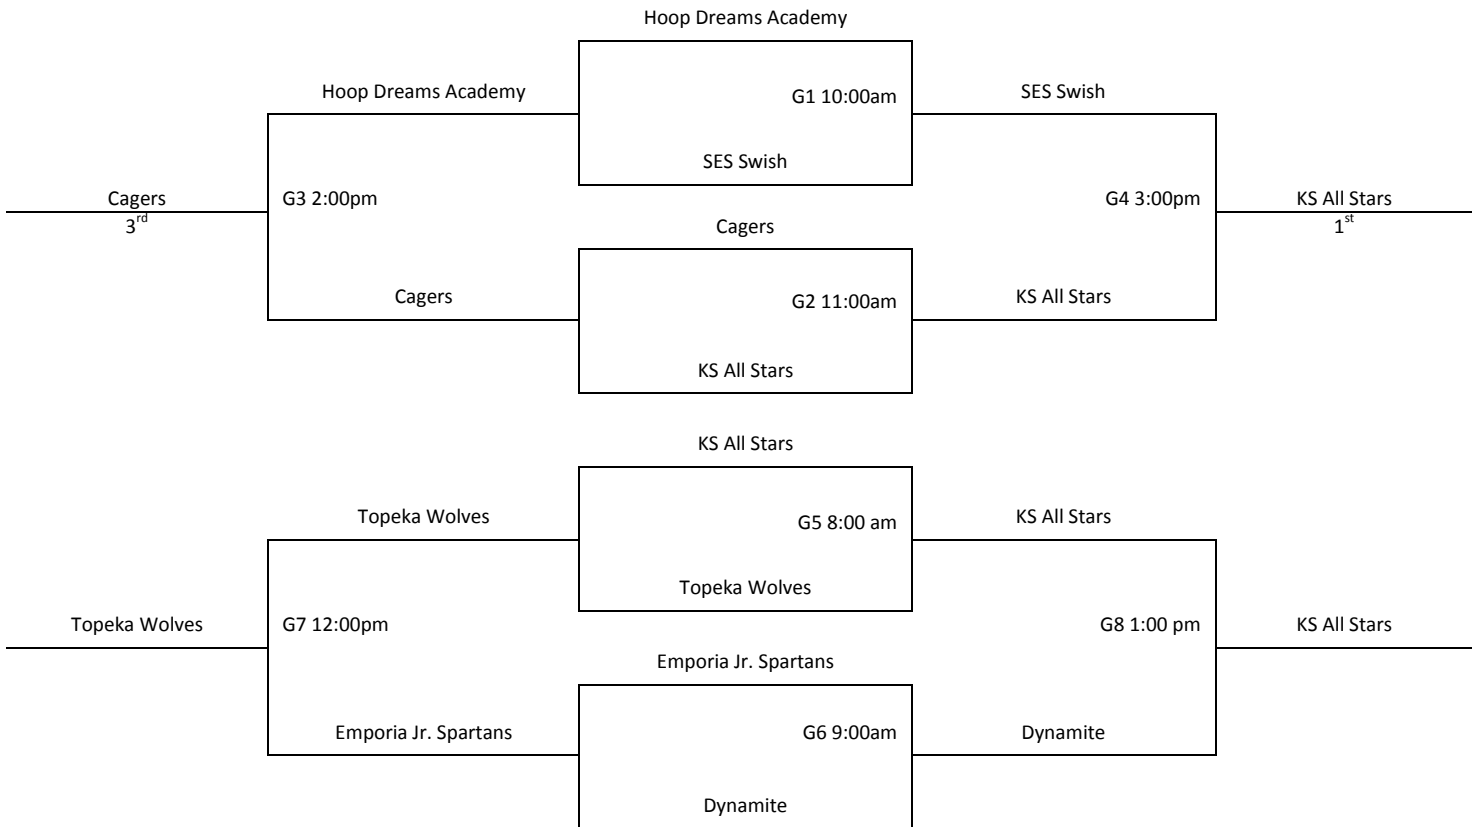 Hoop Dreams Academy
Hoop Dreams Academy
G1 10:00am
SES Swish
SES Swish
Cagers
3rd
G3 2:00pm
G4 3:00pm
KS All Stars
1st
Cagers
Cagers
G2 11:00am
KS All Stars
KS All Stars
KS All Stars
Topeka Wolves
G5 8:00 am
KS All Stars
Topeka Wolves
Topeka Wolves
G7 12:00pm
G8 1:00 pm
KS All Stars
Emporia Jr. Spartans
Emporia Jr. Spartans
G6 9:00am
Dynamite
Dynamite